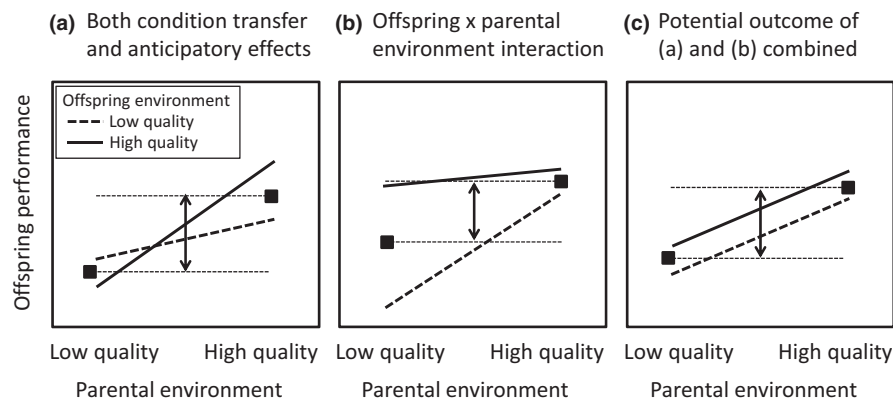 (a) Both condition transfer
and anticipatory effects
(b) Offspring x parental
environment interaction
(c) Potential outcome of
(a) and (b) combined
Offspring performance
Offspring environment
Low quality
High quality
Low quality High quality
Parental environment
Low quality High quality
Parental environment
Low quality High quality
Parental environment